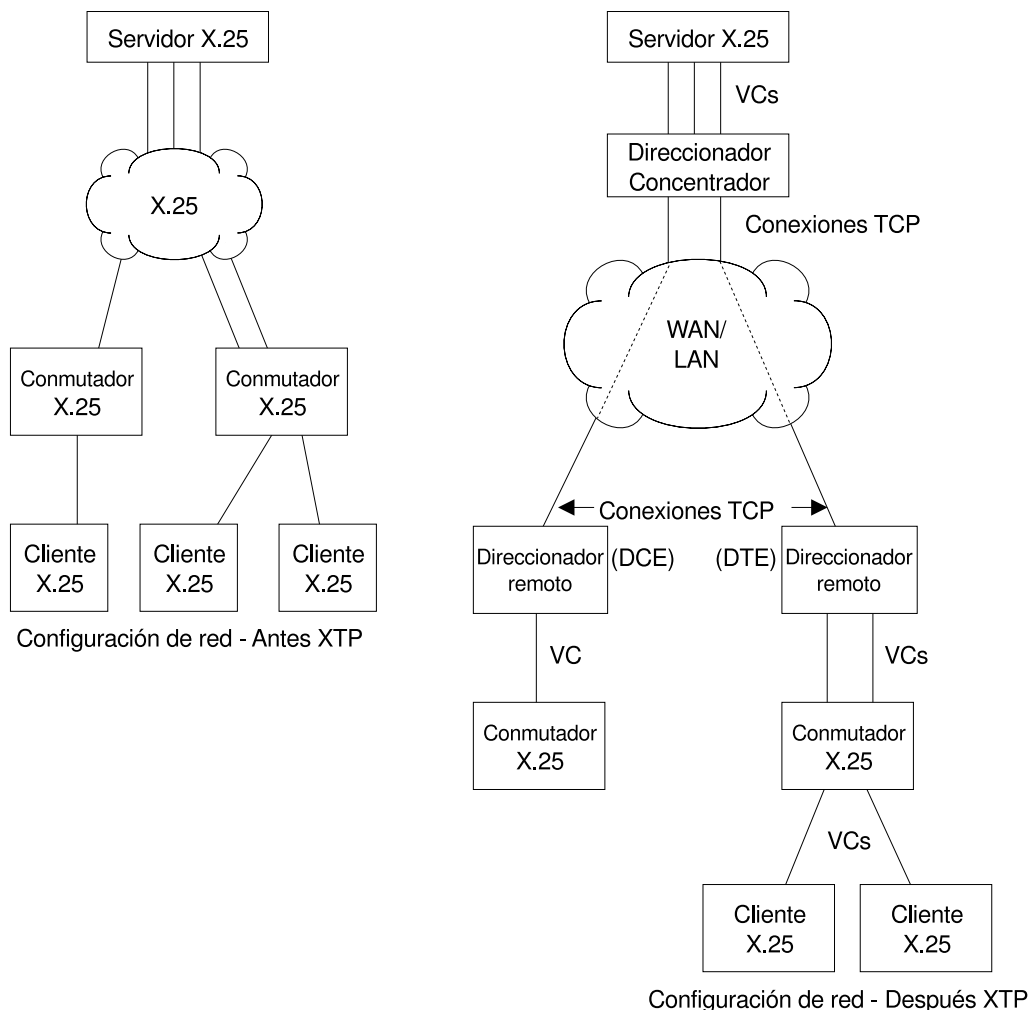 Servidor X.25
X.25
Conmutador
X.25
Conmutador
X.25
Cliente
X.25
Cliente
X.25
Cliente
X.25
Configuración de red - Antes XTP
Servidor X.25
VCs
Direccionador
Concentrador
Conexiones TCP
WAN/
LAN
Conexiones TCP
Direccionador
remoto
(DCE)
(DTE)
Direccionador
remoto
VC
VCs
Conmutador
X.25
Conmutador
X.25
VCs
Cliente
X.25
Cliente
X.25
Configuración de red - Después XTP